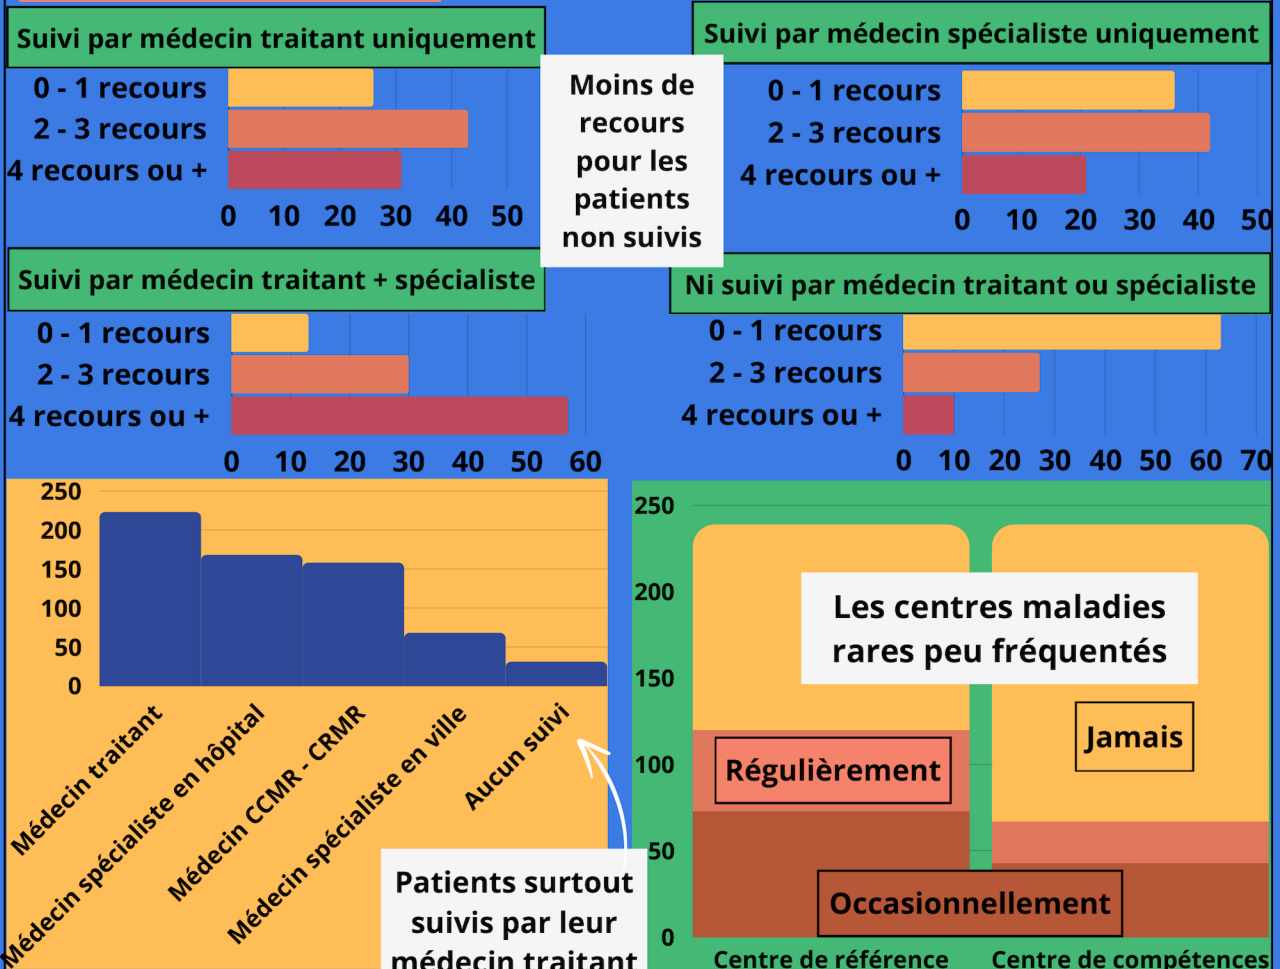 Suivi par médecin traitant uniquement
0 - 1 recours
2 - 3 recours
4 recours ou +
0 10 20 30 40 50
Moins de
recours
pour les
patients
non suivis
Suivi par médecin spécialiste uniquement
0 - 1 recours
2 - 3 recours
4 recours ou +
0 10 20 30 40 50
Suivi par médecin traitant + spécialiste
0 - 1 recours
2 - 3 recours
4 recours ou +
0 10 20 30 40 50 60
Ni suivi par médecin traitant ou spécialiste
0 - 1 recours
2 - 3 recours
4 recours ou +
0 10 20 30 40 50 60 70
250
200
150
100
50
0
Médecin traitant
Médecin spécialiste en hôpital
Médecin CCMR - CRMR
Médecin spécialiste en ville
Aucun suivi
Patients surtout
suivis par leur
médecin traitant
250
200
150
100
50
0
Les centres maladies
rares peu fréquentés
Jamais
Régulièrement
Occasionnellement
Centre de référence
Centre de compétences